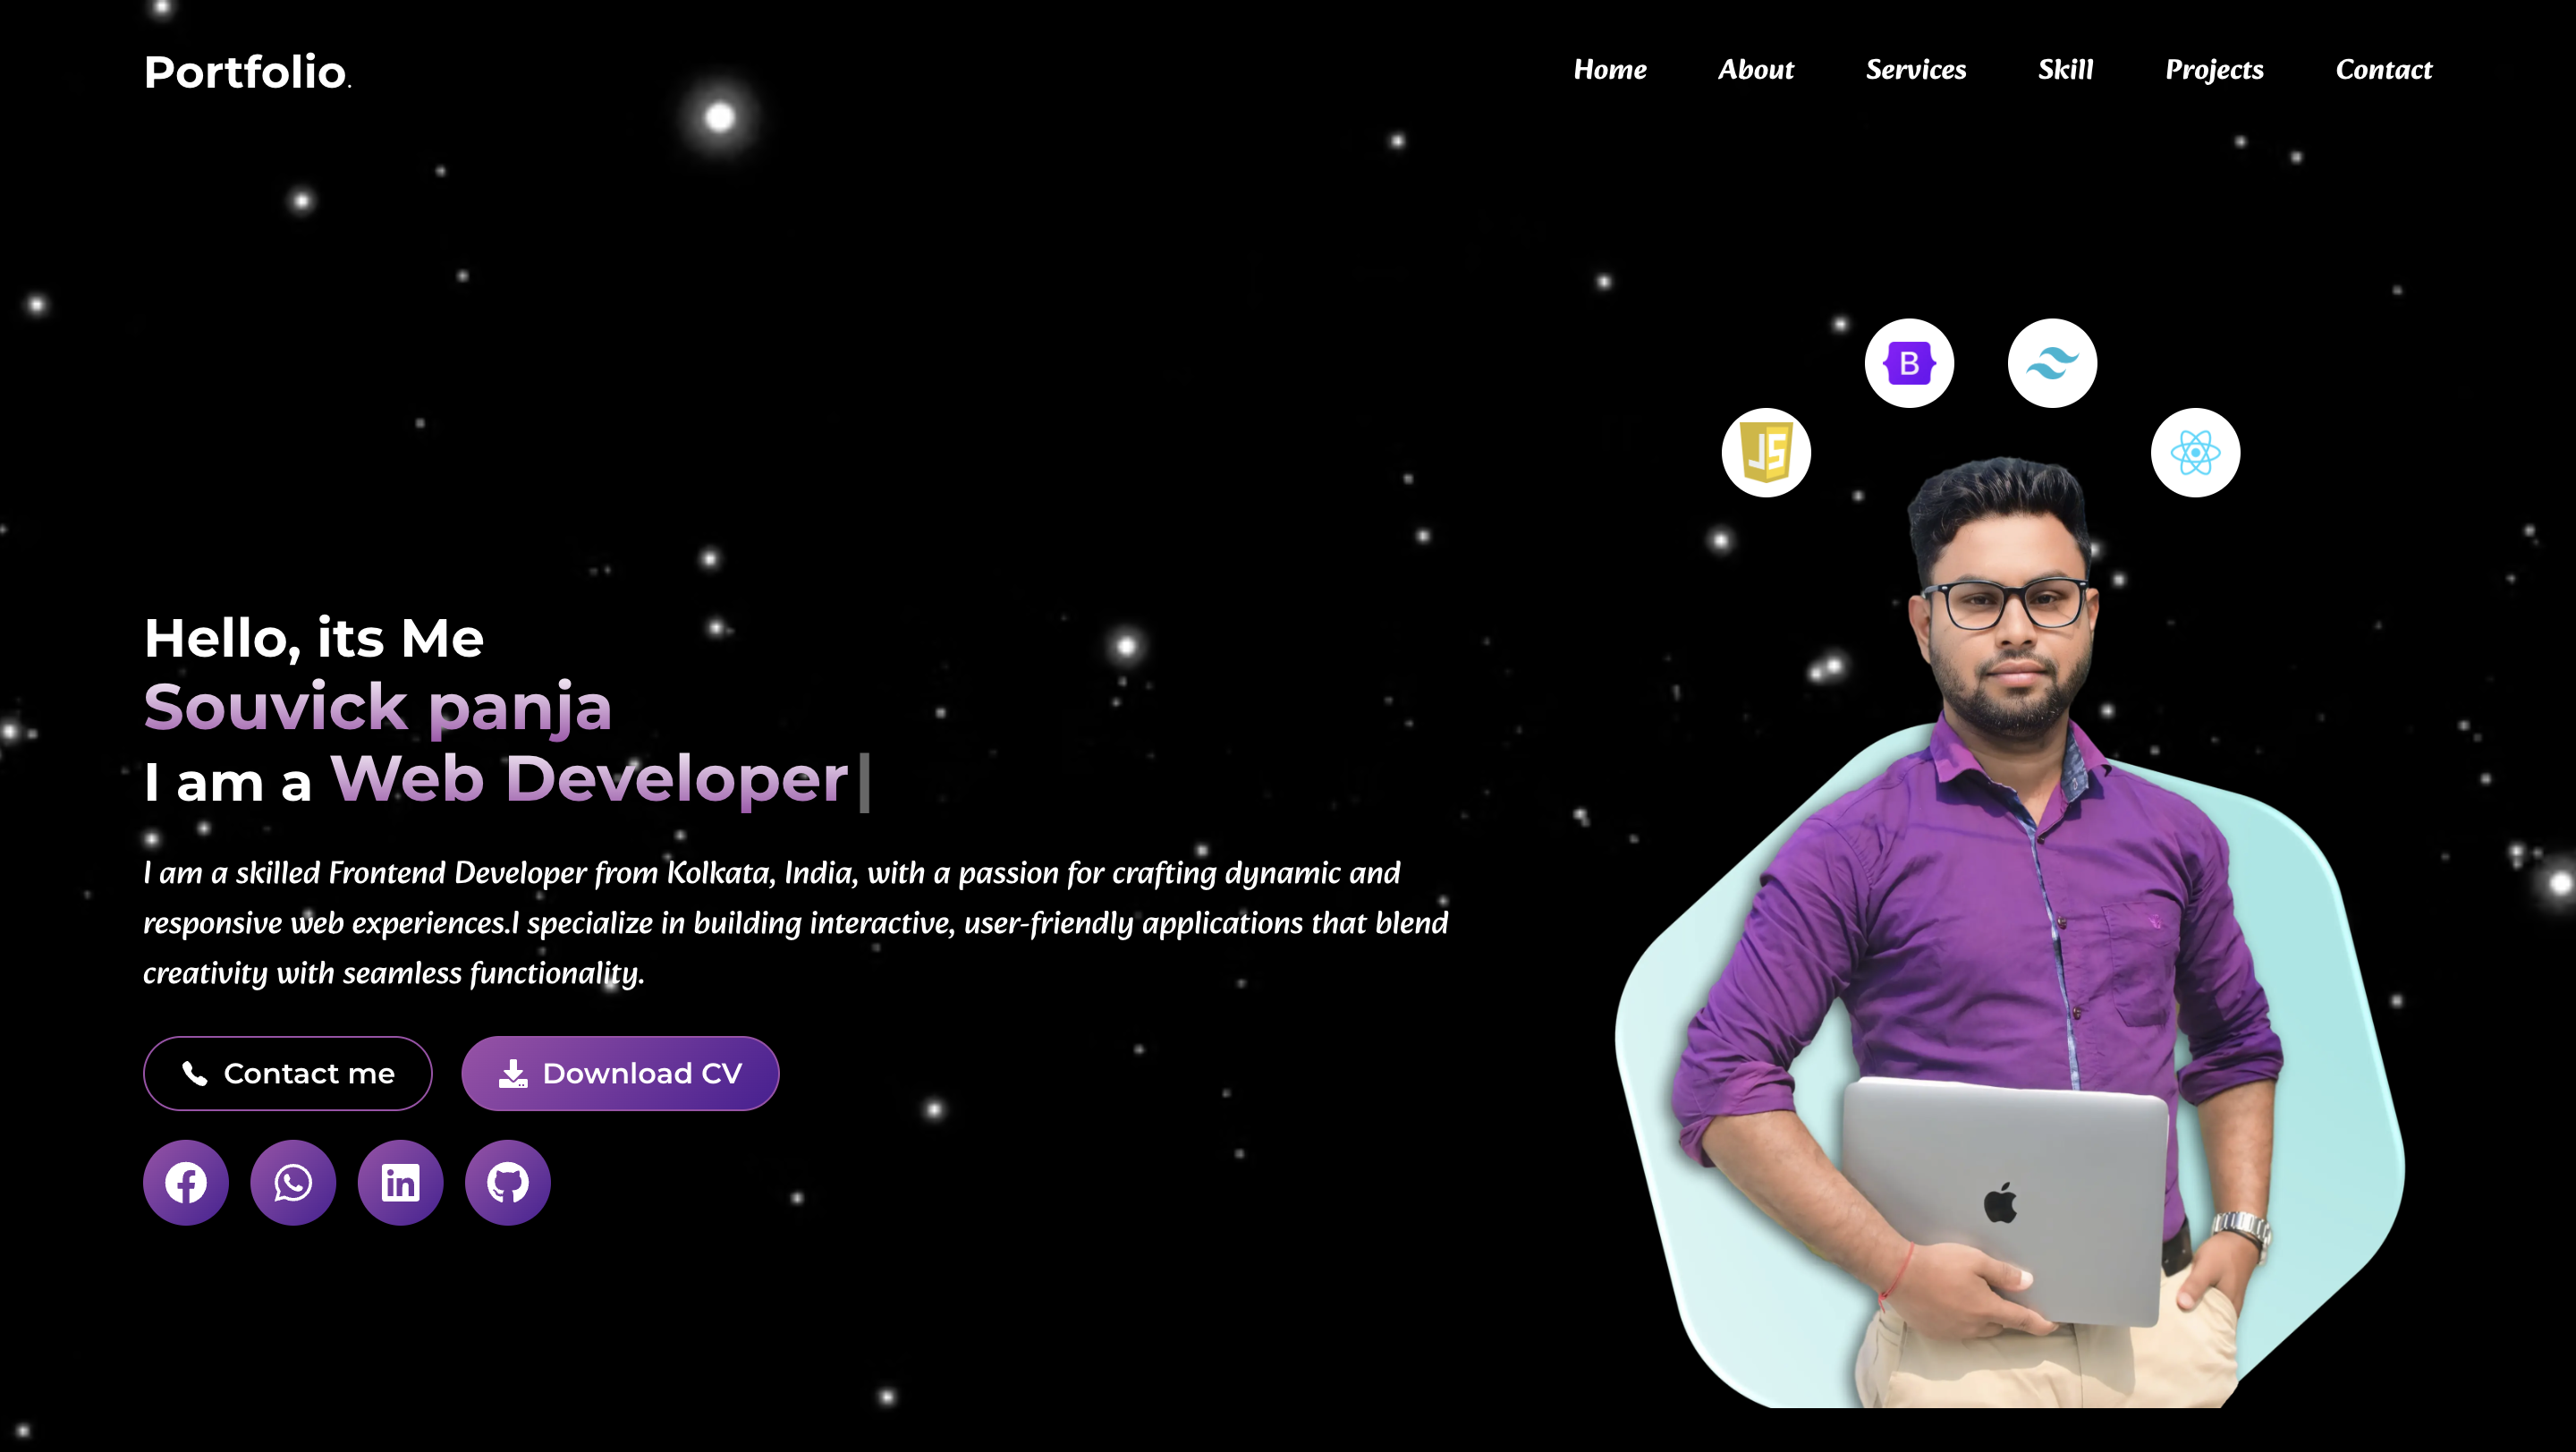 Portfolio.
Home About Services Skill Projects Contact
B
JS
Hello, its Me
Souvick panja
I am a Web Developer|
I am a skilled Frontend Developer from Kolkata, India, with a passion for crafting dynamic and
responsive web experiences.I specialize in building interactive, user-friendly applications that blend
creativity with seamless functionality.
Contact me Download CV
in